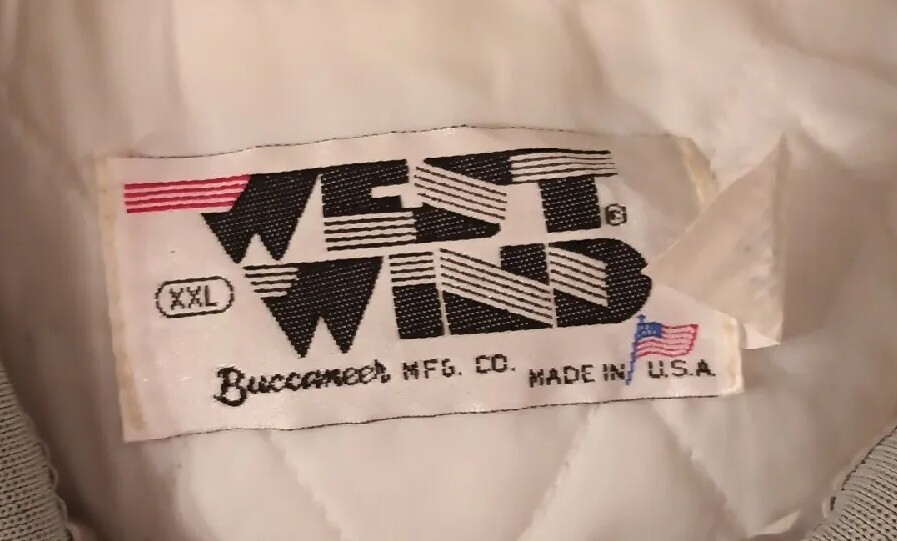 WEST®
WIND
XXL
Buccaneer MFG. CO. MADE IN U.S.A.